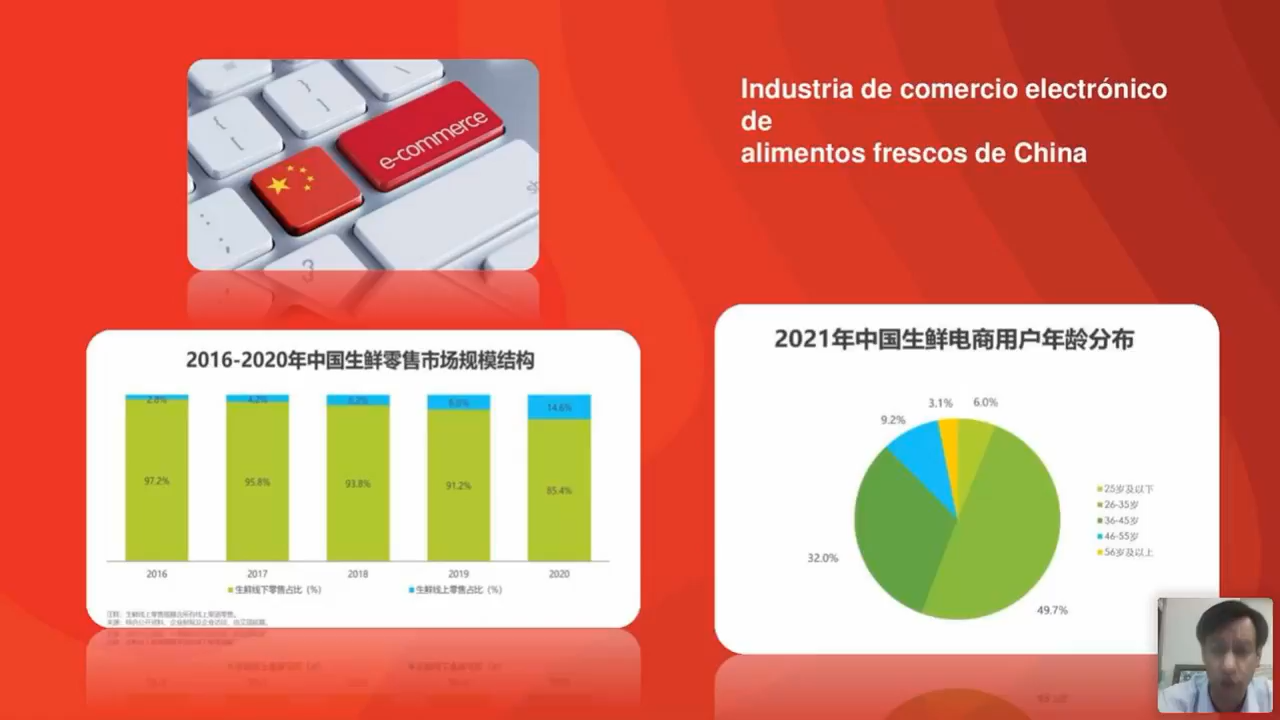 e-commerce
Industria de comercio electrónico
de
alimentos frescos de China
2016-2020年中国生鲜零售市场规模结构
2.8% 4.2% 6.2% 14.6%
97.2% 95.8% 93.8% 91.2% 85.4%
2016 2017 2018 2019 2020
生鲜线下零售占比（%） 生鲜线上零售占比（%）
2021年中国生鲜电商用户年龄分布
3.1% 6.0%
9.2%
32.0%
49.7%
25岁及以下
26-35岁
36-45岁
46-55岁
56岁及以上